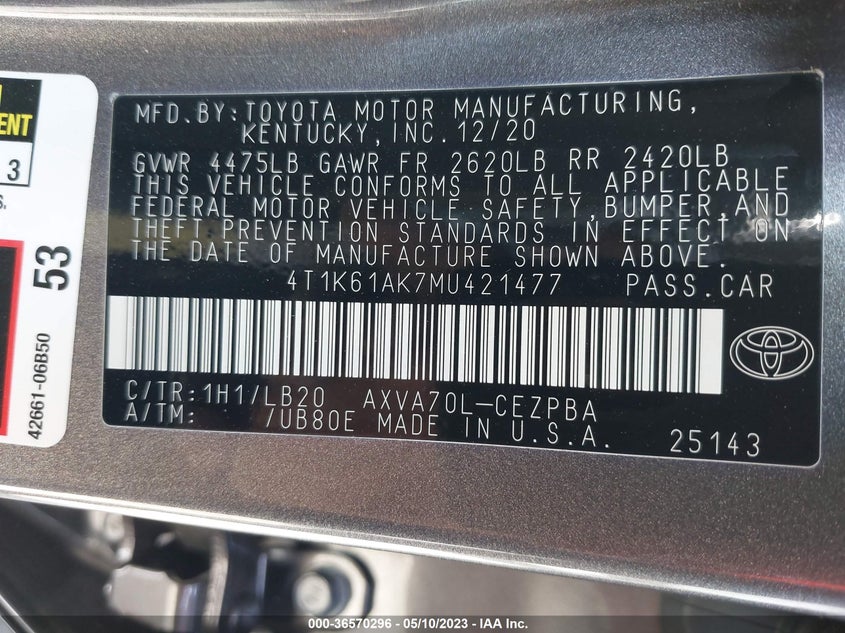 MFD.BY:TOYOTA MOTOR MANUFACTURING,
KENTUCKY,INC.12/20
GVWR 4475LB GAWR FR 2620LB RR 2420LB
THIS VEHICLE CONFORMS TO ALL APPLICABLE
FEDERAL MOTOR VEHICLE SAFETY,BUMPER,AND
THEFT PREVENTION STANDARDS IN EFFECT ON
THE DATE OF MANUFACTURE SHOWN ABOVE.
4T1K61AK7MU421477 PASS.CAR
C/TR:1H1/LB20 AXVA70L-CEZPBA
A/TM: /UB80E MADE IN U.S.A. 25143
3
53
42661-06B50
000-36570296 - 05/10/2023 - IAA Inc.